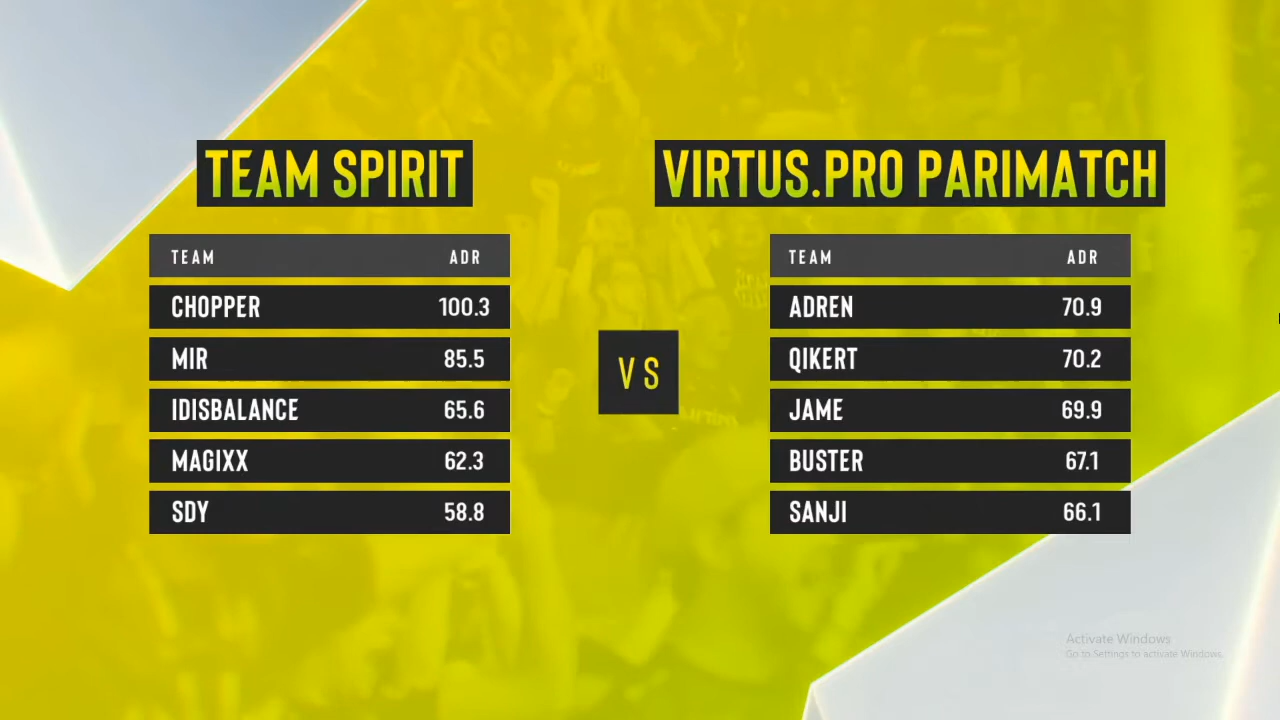 TEAM SPIRIT
TEAM ADR
CHOPPER 100.3
MIR 85.5
IDISBALANCE 65.6
MAGIXX 62.3
SDY 58.8
VS
VIRTUS.PRO PARIMATCH
TEAM ADR
ADREN 70.9
QIKERT 70.2
JAME 69.9
BUSTER 67.1
SANJI 66.1
Activate Windows
Go to Settings to activate Windows.